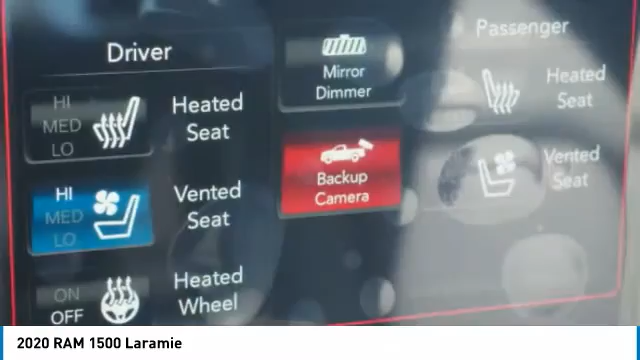 Driver
HI
MED
LO
Heated
Seat
HI
MED
LO
Vented
Seat
ON
OFF
Heated
Wheel
Mirror
Dimmer
Backup
Camera
Passenger
Heated
Seat
Vented
Seat
2020 RAM 1500 Laramie